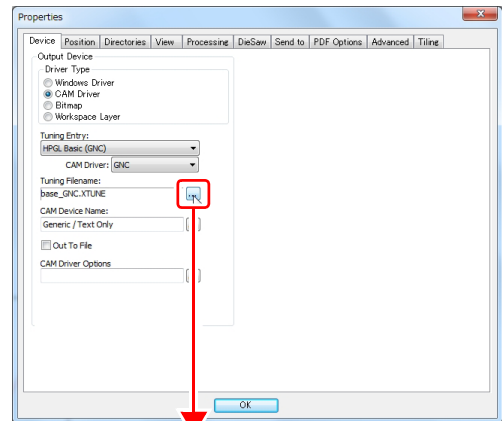 Properties
Device Position Directories View Processing DieSaw Send to PDF Options Advanced Tiling
Output Device
Driver Type
Windows Driver
CAM Driver
Bitmap
Workspace Layer
Tuning Entry:
HPGL Basic (GNC)
CAM Driver: GNC
Tuning Filename:
base_GNC.XTUNE
...
CAM Device Name:
Generic / Text Only
Out To File
CAM Driver Options
OK